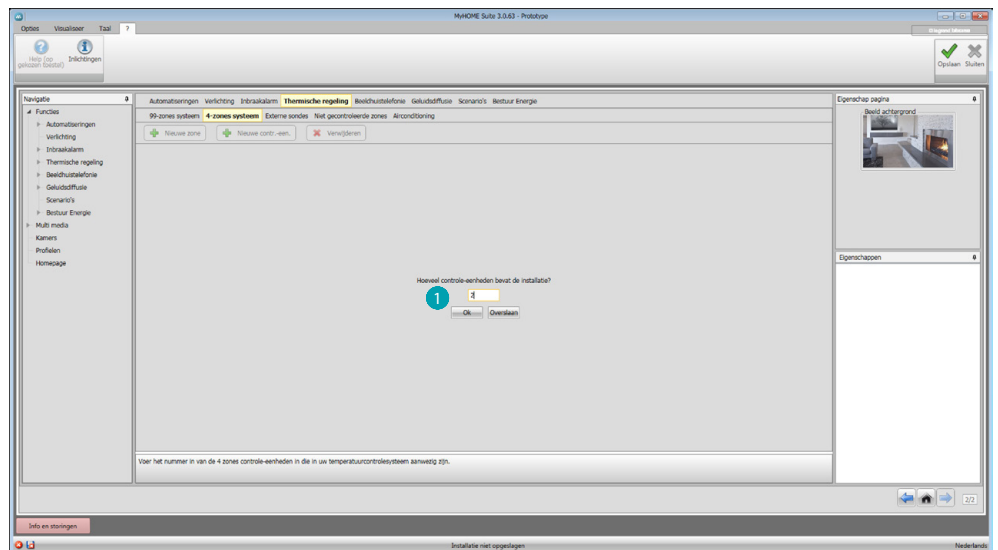 MyHOME Suite 3.0.63 - Prototype
Opties Visualiseer Taal ?
Help (op gekozen toestel)
Inlichtingen
Opslaan Sluiten
Navigatie
Functies
Automatiseringen
Verlichting
Inbraakalarm
Thermische regeling
Beeldhuistelefonie
Geluidsdiffusie
Scenario's
Bestuur Energie
Multi media
Kamers
Profielen
Homepage
Automatiseringen Verlichting Inbraakalarm Thermische regeling Beeldhuistelefonie Geluidsdiffusie Scenario's Bestuur Energie
99-zones systeem 4-zones systeem Externe sondes Niet gecontroleerde zones Airconditioning
Nieuwe zone Nieuwe contr.-een. Verwijderen
Hoeveel controle-eenheden bevat de installatie?
1
2
Ok Overslaan
Voer het nummer in van de 4 zones controle-eenheden in die in uw temperatuurcontrolesysteem aanwezig zijn.
Eigenschap pagina
Beeld achtergrond
Eigenschappen
2/2
Info en storingen
Installatie niet opgeslagen
Nederlands